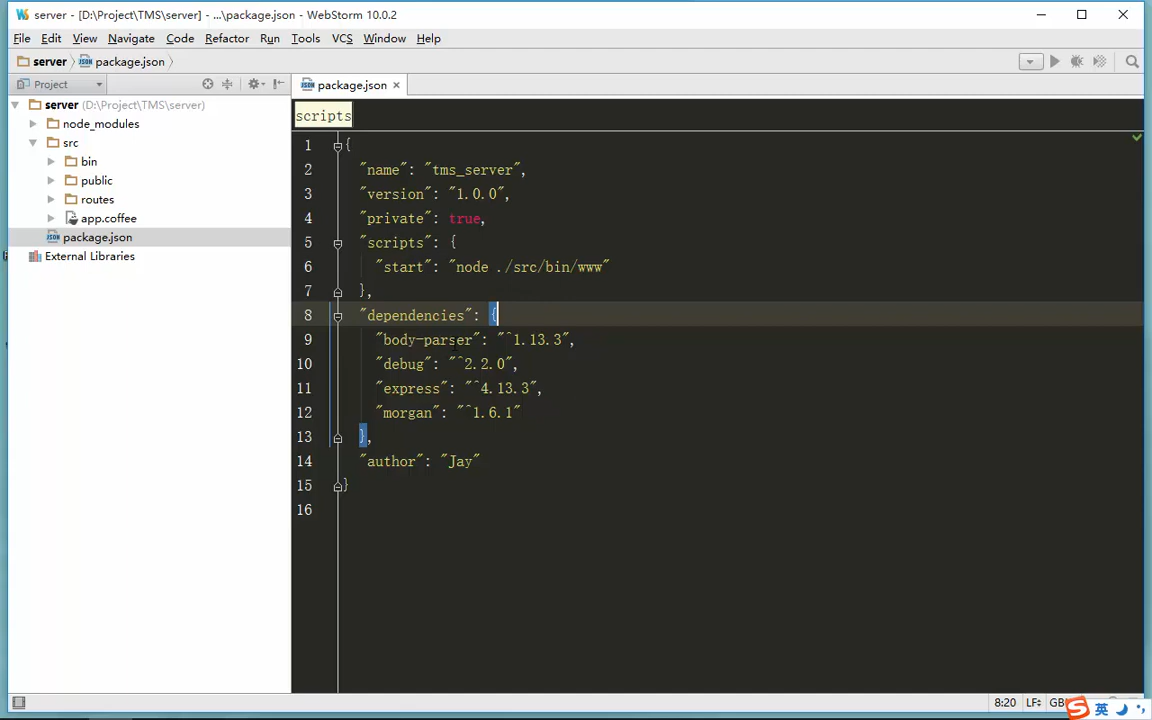 server - [D:\Project\TMS\server] - ...\package.json - WebStorm 10.0.2
File Edit View Navigate Code Refactor Run Tools VCS Window Help
server package.json
Project
package.json
server (D:\Project\TMS\server)
node_modules
src
bin
public
routes
app.coffee
package.json
External Libraries
scripts
1 {
2 "name": "tms_server",
3 "version": "1.0.0",
4 "private": true,
5 "scripts": {
6 "start": "node ./src/bin/www"
7 },
8 "dependencies": {
9 "body-parser": "^1.13.3",
10 "debug": "^2.2.0",
11 "express": "^4.13.3",
12 "morgan": "^1.6.1"
13 },
14 "author": "Jay"
15 }
16
8:20 LF GB
S 英